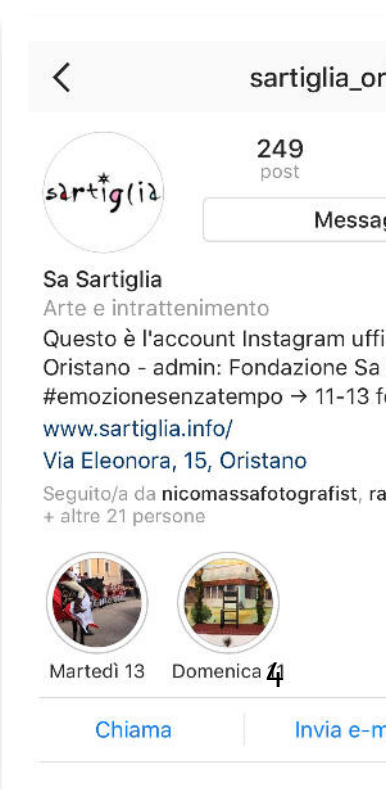 sartiglia_or
sartiglia
249
post
Messag
Sa Sartiglia
Arte e intrattenimento
Questo è l'account Instagram uffi
Oristano - admin: Fondazione Sa
#emozionesenzatempo → 11-13 fe
www.sartiglia.info/
Via Eleonora, 15, Oristano
Seguito/a da nicomassafotografist, ra
+ altre 21 persone
Martedì 13 Domenica
4
Chiama Invia e-m